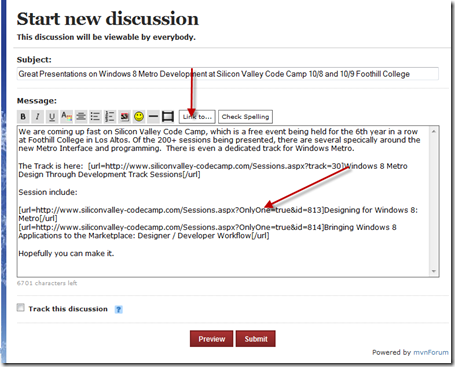 Start new discussion
This discussion will be viewable by everybody.
Subject:
Great Presentations on Windows 8 Metro Development at Silicon Valley Code Camp 10/8 and 10/9 Foothill College
Message:
B I U Link to... Check Spelling
We are coming up fast on Silicon Valley Code Camp, which is a free event being held for the 6th year in a row
at Foothill College in Los Altos. Of the 200+ sessions being presented, there are several specically around the
new Metro Interface and programming.  There is even a dedicated track for Windows Metro.
The Track is here:  [url=http://www.siliconvalley-codecamp.com/Sessions.aspx?track=30]Windows 8 Metro
Design Through Development Track Sessions[/url]
Session include:
[url=http://www.siliconvalley-codecamp.com/Sessions.aspx?OnlyOne=true&id=813]Designing for Windows 8:
Metro[/url]
[url=http://www.siliconvalley-codecamp.com/Sessions.aspx?OnlyOne=true&id=814]Bringing Windows 8
Applications to the Marketplace: Designer / Developer Workflow[/url]
Hopefully you can make it.
6701 characters left
Track this discussion ?
Preview Submit
Powered by mvnForum